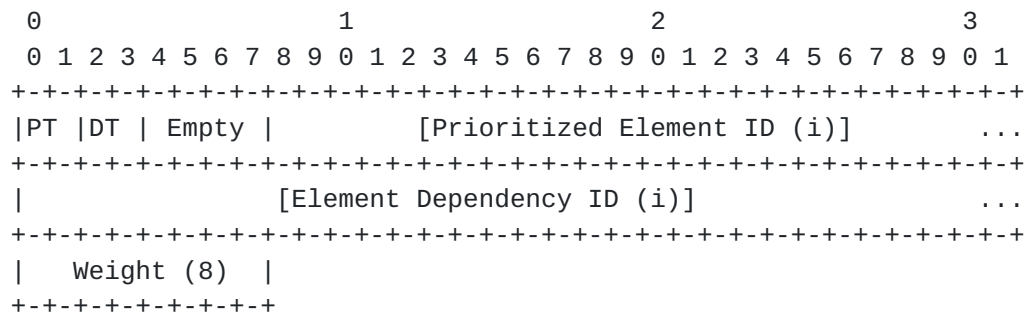 0                   1                   2                   3
 0 1 2 3 4 5 6 7 8 9 0 1 2 3 4 5 6 7 8 9 0 1 2 3 4 5 6 7 8 9 0 1
+-+-+-+-+-+-+-+-+-+-+-+-+-+-+-+-+-+-+-+-+-+-+-+-+-+-+-+-+-+-+-+-+
|PT |DT | Empty |         [Prioritized Element ID (i)]        ...
+-+-+-+-+-+-+-+-+-+-+-+-+-+-+-+-+-+-+-+-+-+-+-+-+-+-+-+-+-+-+-+-+
|                [Element Dependency ID (i)]                  ...
+-+-+-+-+-+-+-+-+-+-+-+-+-+-+-+-+-+-+-+-+-+-+-+-+-+-+-+-+-+-+-+-+
|   Weight (8)  |
+-+-+-+-+-+-+-+-+